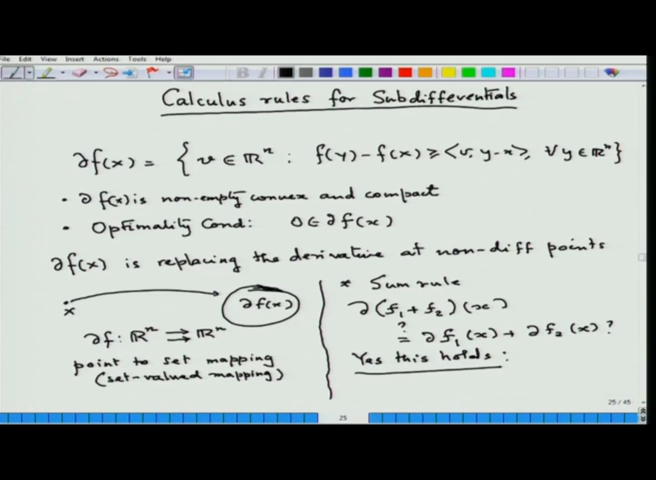 File Edit View Insert Actions Tools Help
Calculus rules for Subdifferentials
∂f(x) = { v ∈ ℝⁿ : f(y) - f(x) ≥ <v, y-x>, ∀ y ∈ ℝⁿ }
• ∂f(x) is non-empty convex and compact
• Optimality Cond: 0 ∈ ∂f(x)
∂f(x) is replacing the derivative at non-diff points
x
∂f(x)
∂f : ℝⁿ ⇉ ℝⁿ
point to set mapping
(set-valued mapping)
* Sum rule
∂(f₁ + f₂)(x)
?
= ∂f₁(x) + ∂f₂(x) ?
Yes this holds :
25 / 45
25